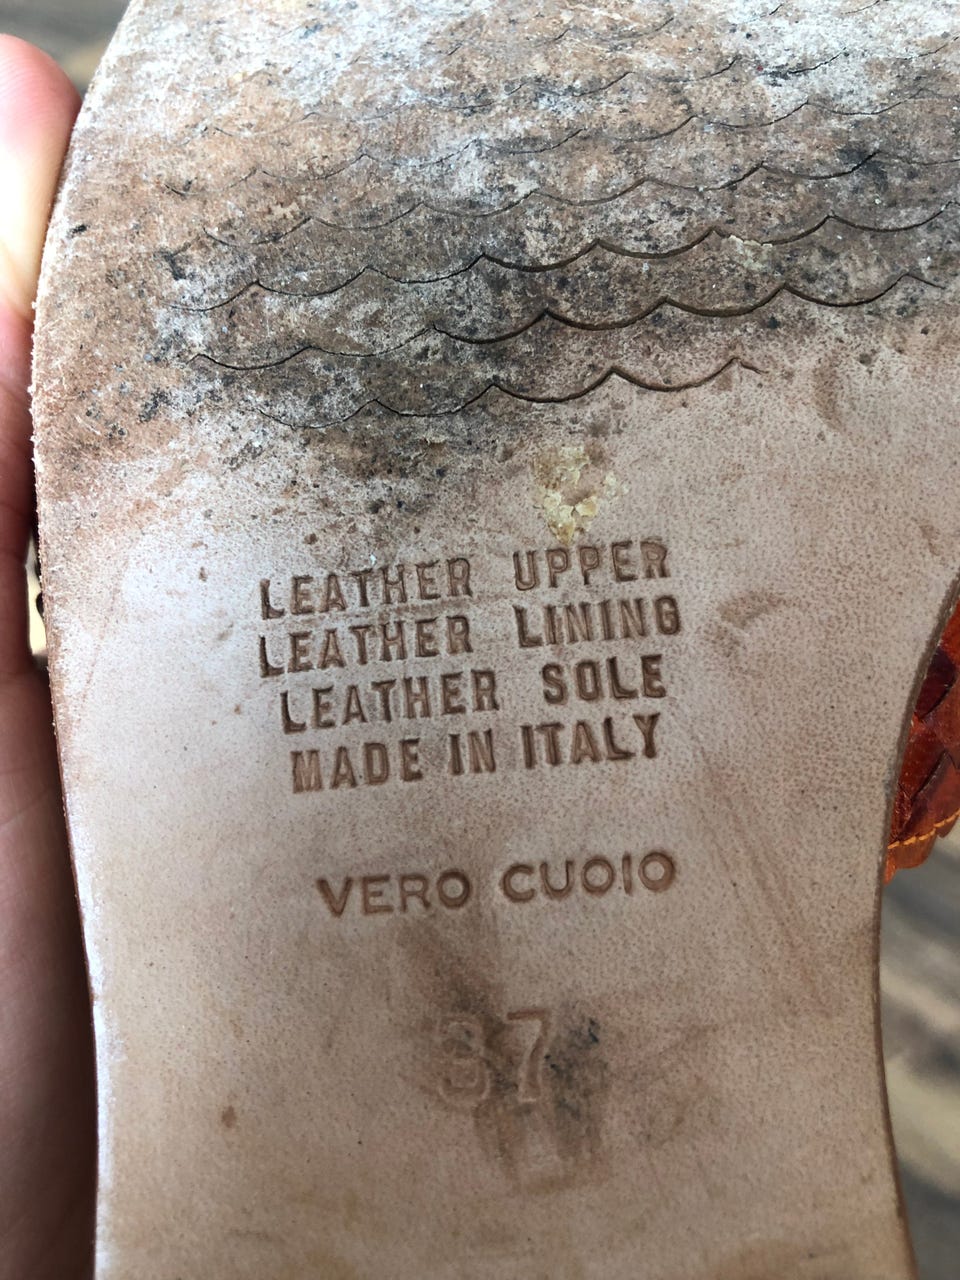 LEATHER UPPER
LEATHER LINING
LEATHER SOLE
MADE IN ITALY
VERO CUOIO
37